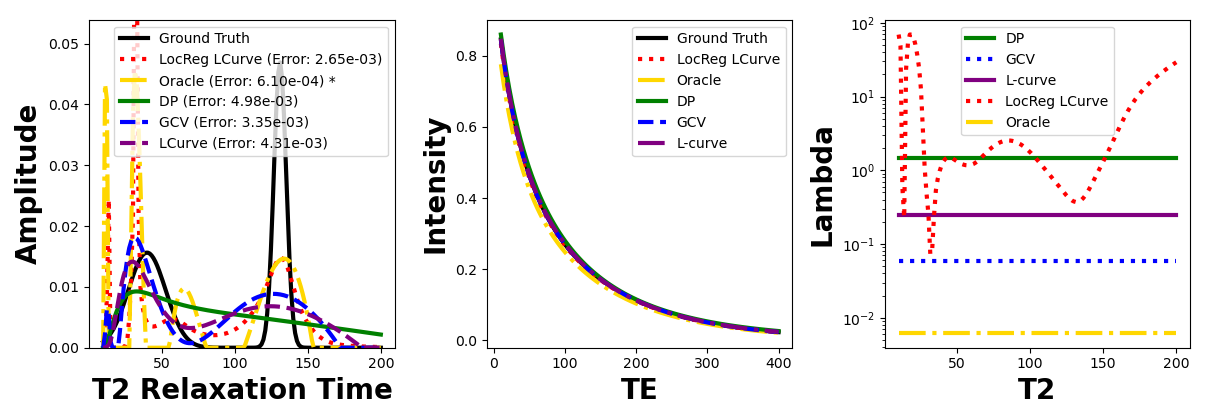 Amplitude
0.05
0.04
0.03
0.02
0.01
0.00
50
100
150
200
T2 Relaxation Time
Ground Truth
LocReg LCurve (Error: 2.65e-03)
Oracle (Error: 6.10e-04) *
DP (Error: 4.98e-03)
GCV (Error: 3.35e-03)
LCurve (Error: 4.31e-03)
Intensity
0.8
0.6
0.4
0.2
0.0
0
100
200
300
400
TE
Ground Truth
LocReg LCurve
Oracle
DP
GCV
L-curve
Lambda
10²
10¹
10⁰
10⁻¹
10⁻²
50
100
150
200
T2
DP
GCV
L-curve
LocReg LCurve
Oracle